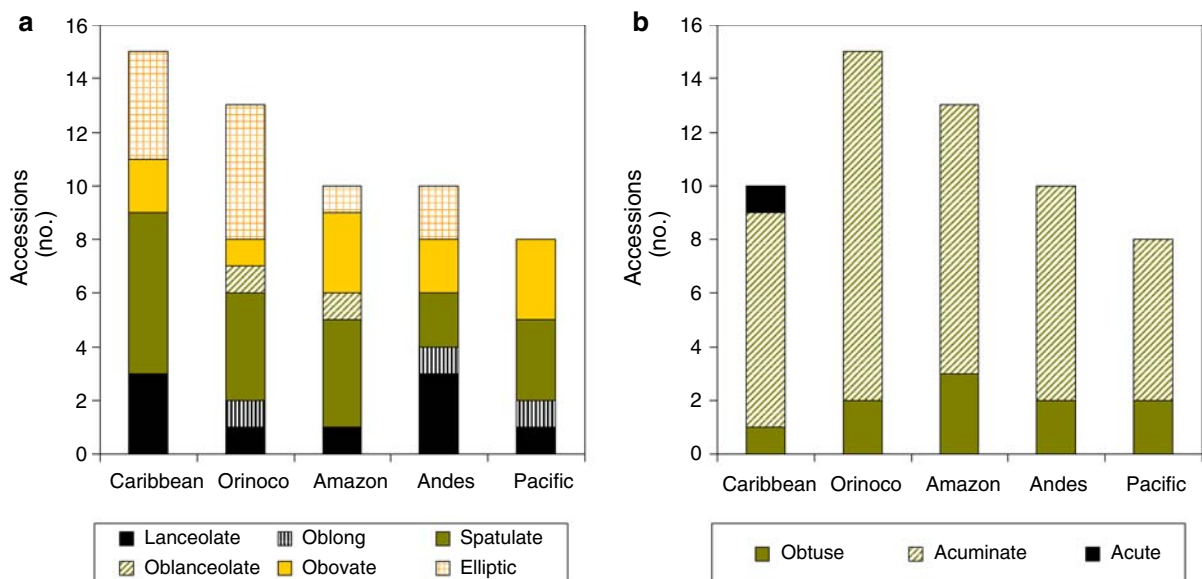 a
16
14
12
10
8
6
4
2
0
Accessions
(no.)
Caribbean Orinoco Amazon Andes Pacific
Lanceolate Oblong Spatulate
Oblanceolate Obovate Elliptic
b
16
14
12
10
8
6
4
2
0
Accessions
(no.)
Caribbean Orinoco Amazon Andes Pacific
Obtuse Acuminate Acute